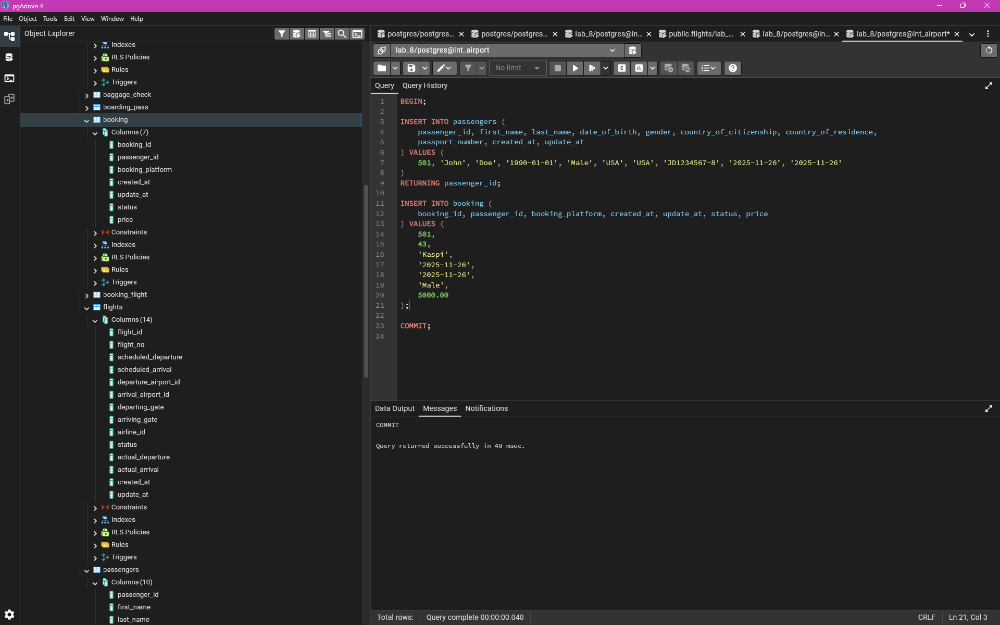 pgAdmin 4
File Object Tools Edit View Window Help
Object Explorer
Indexes
RLS Policies
Rules
Triggers
baggage_check
boarding_pass
booking
Columns (7)
booking_id
passenger_id
booking_platform
created_at
update_at
status
price
Constraints
Indexes
RLS Policies
Rules
Triggers
booking_flight
flights
Columns (14)
flight_id
flight_no
scheduled_departure
scheduled_arrival
departure_airport_id
arrival_airport_id
departing_gate
arriving_gate
airline_id
status
actual_departure
actual_arrival
created_at
update_at
Constraints
Indexes
RLS Policies
Rules
Triggers
passengers
Columns (10)
passenger_id
first_name
last_name
postgres/postgres... postgres/postgres... lab_8/postgres@in... public.flights/lab_... lab_8/postgres@in... lab_8/postgres@int_airport*
lab_8/postgres@int_airport
No limit
E
Query Query History
1 BEGIN;
2
3 INSERT INTO passengers (
4 passenger_id, first_name, last_name, date_of_birth, gender, country_of_citizenship, country_of_residence,
5 passport_number, created_at, update_at
6 ) VALUES (
7 501, 'John', 'Doe', '1990-01-01', 'Male', 'USA', 'USA', 'JD1234567-8', '2025-11-26', '2025-11-26'
8 )
9 RETURNING passenger_id;
10
11 INSERT INTO booking (
12 booking_id, passenger_id, booking_platform, created_at, update_at, status, price
13 ) VALUES (
14 501,
15 43,
16 'Kaspi',
17 '2025-11-26',
18 '2025-11-26',
19 'Male',
20 5000.00
21 );
22
23 COMMIT;
24
Data Output Messages Notifications
COMMIT
Query returned successfully in 40 msec.
Total rows: Query complete 00:00:00.040 CRLF Ln 21, Col 3